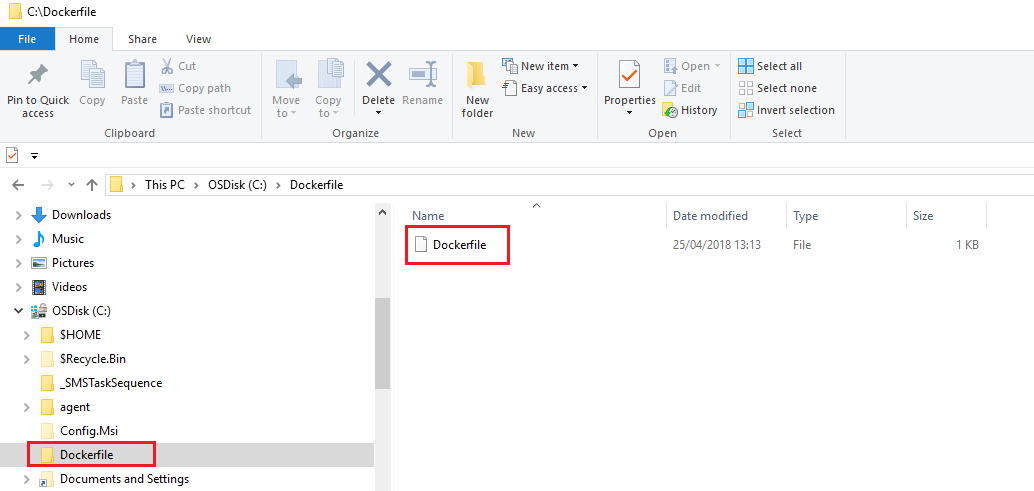 C:\Dockerfile
File Home Share View
Pin to Quick access
Copy
Paste
Cut
Copy path
Paste shortcut
Clipboard
Move to
Copy to
Delete
Rename
Organize
New folder
New item
Easy access
New
Properties
Open
Edit
History
Open
Select all
Select none
Invert selection
Select
This PC > OSDisk (C:) > Dockerfile
Downloads
Music
Pictures
Videos
OSDisk (C:)
$HOME
$Recycle.Bin
_SMSTaskSequence
agent
Config.Msi
Dockerfile
Documents and Settings
Name Date modified Type Size
Dockerfile 25/04/2018 13:13 File 1 KB